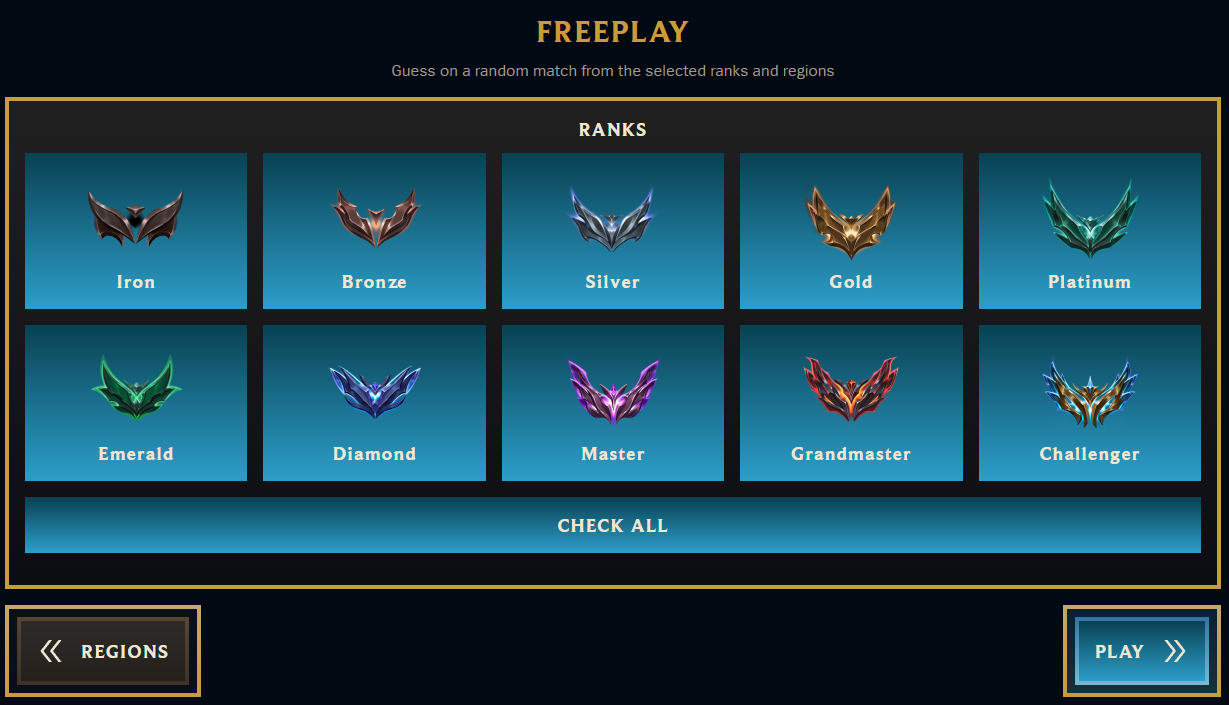 FREEPLAY
Guess on a random match from the selected ranks and regions
RANKS
Iron
Bronze
Silver
Gold
Platinum
Emerald
Diamond
Master
Grandmaster
Challenger
CHECK ALL
REGIONS
PLAY